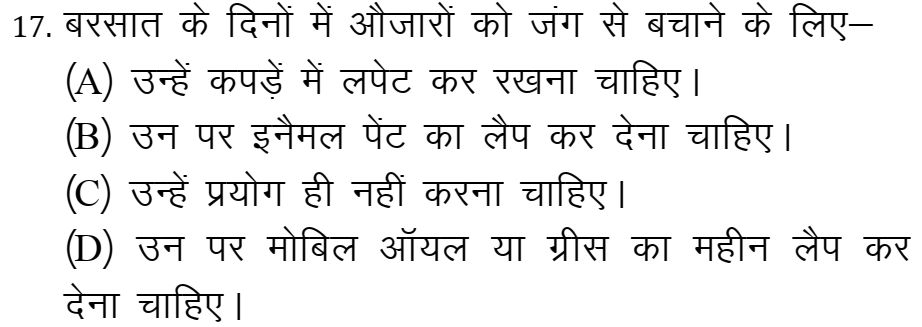 17. बरसात के दिनों में औजारों को जंग से बचाने के लिए–
(A) उन्हें कपड़ें में लपेट कर रखना चाहिए।
(B) उन पर इनैमल पेंट का लैप कर देना चाहिए।
(C) उन्हें प्रयोग ही नहीं करना चाहिए।
(D) उन पर मोबिल ऑयल या ग्रीस का महीन लैप कर
देना चाहिए।